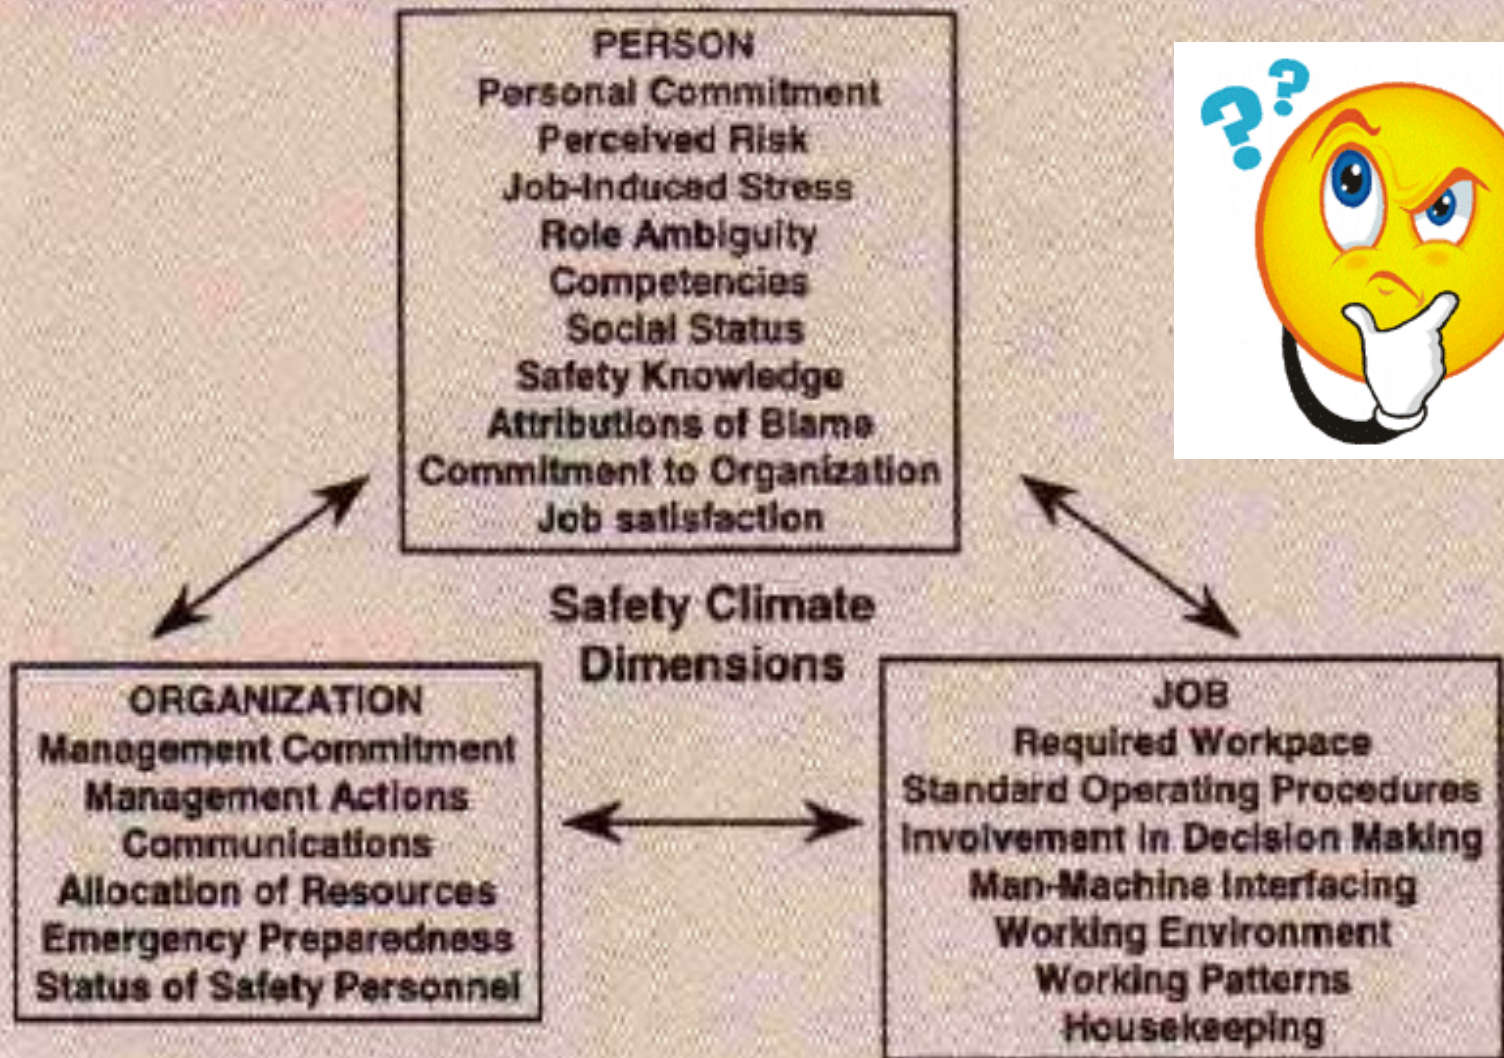 PERSON
Personal Commitment
Perceived Risk
Job-Induced Stress
Role Ambiguity
Competencies
Social Status
Safety Knowledge
Attributions of Blame
Commitment to Organization
Job satisfaction
? ?
Safety Climate
Dimensions
ORGANIZATION
Management Commitment
Management Actions
Communications
Allocation of Resources
Emergency Preparedness
Status of Safety Personnel
JOB
Required Workpace
Standard Operating Procedures
Involvement in Decision Making
Man-Machine Interfacing
Working Environment
Working Patterns
Housekeeping